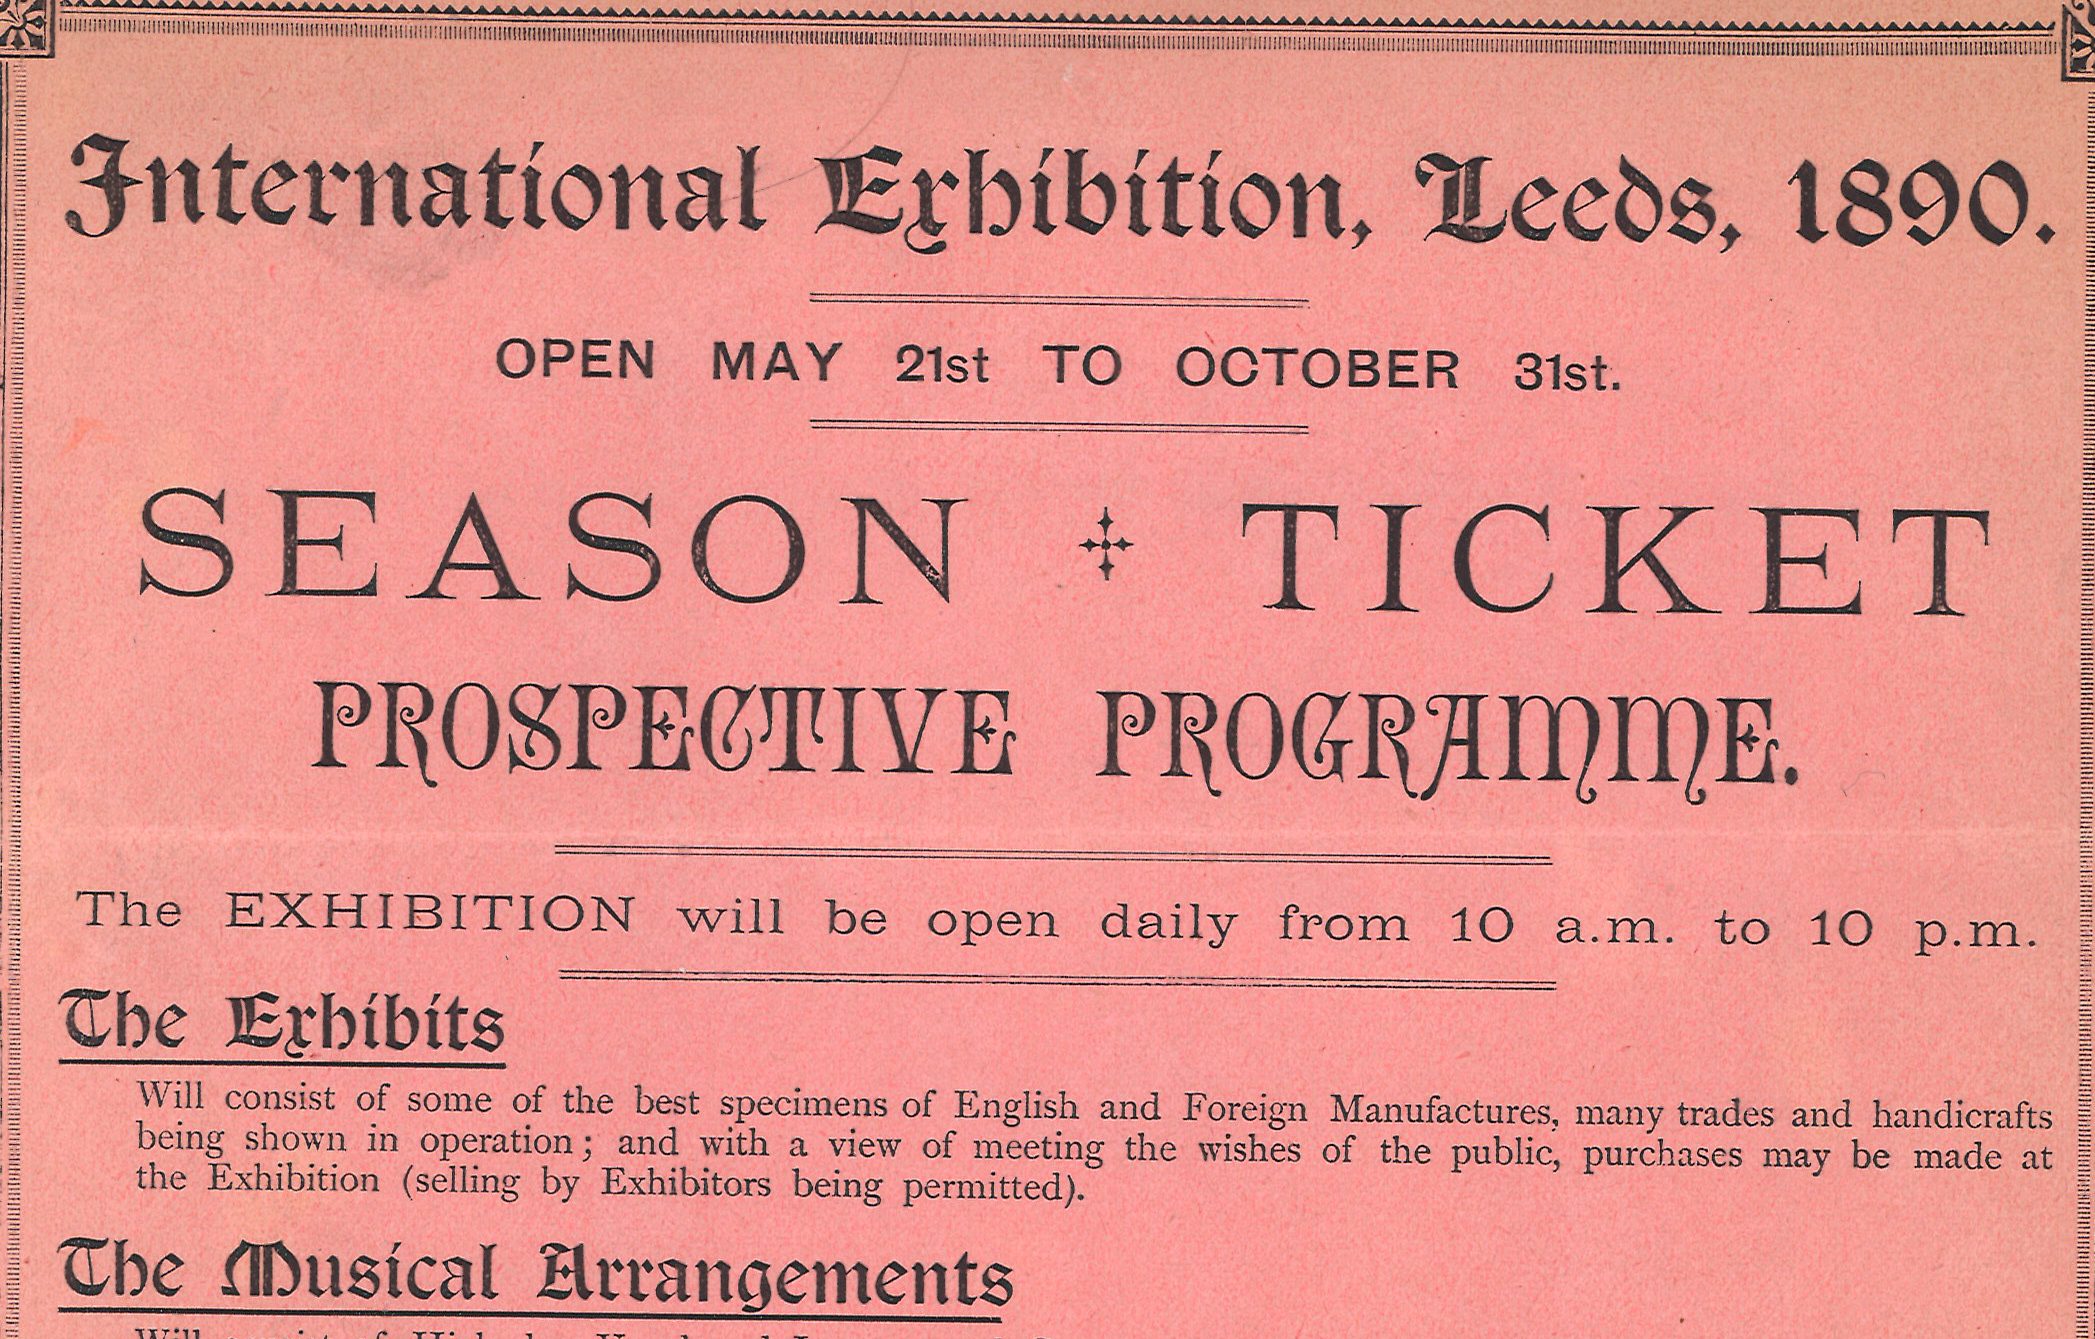 International Exhibition, Leeds, 1890.
OPEN MAY 21st TO OCTOBER 31st.
SEASON TICKET
PROSPECTIVE PROGRAMME.
The EXHIBITION will be open daily from 10 a.m. to 10 p.m.
The Exhibits
Will consist of some of the best specimens of English and Foreign Manufactures, many trades and handicrafts
being shown in operation; and with a view of meeting the wishes of the public, purchases may be made at
the Exhibition (selling by Exhibitors being permitted).
The Musical Arrangements
Will consist of